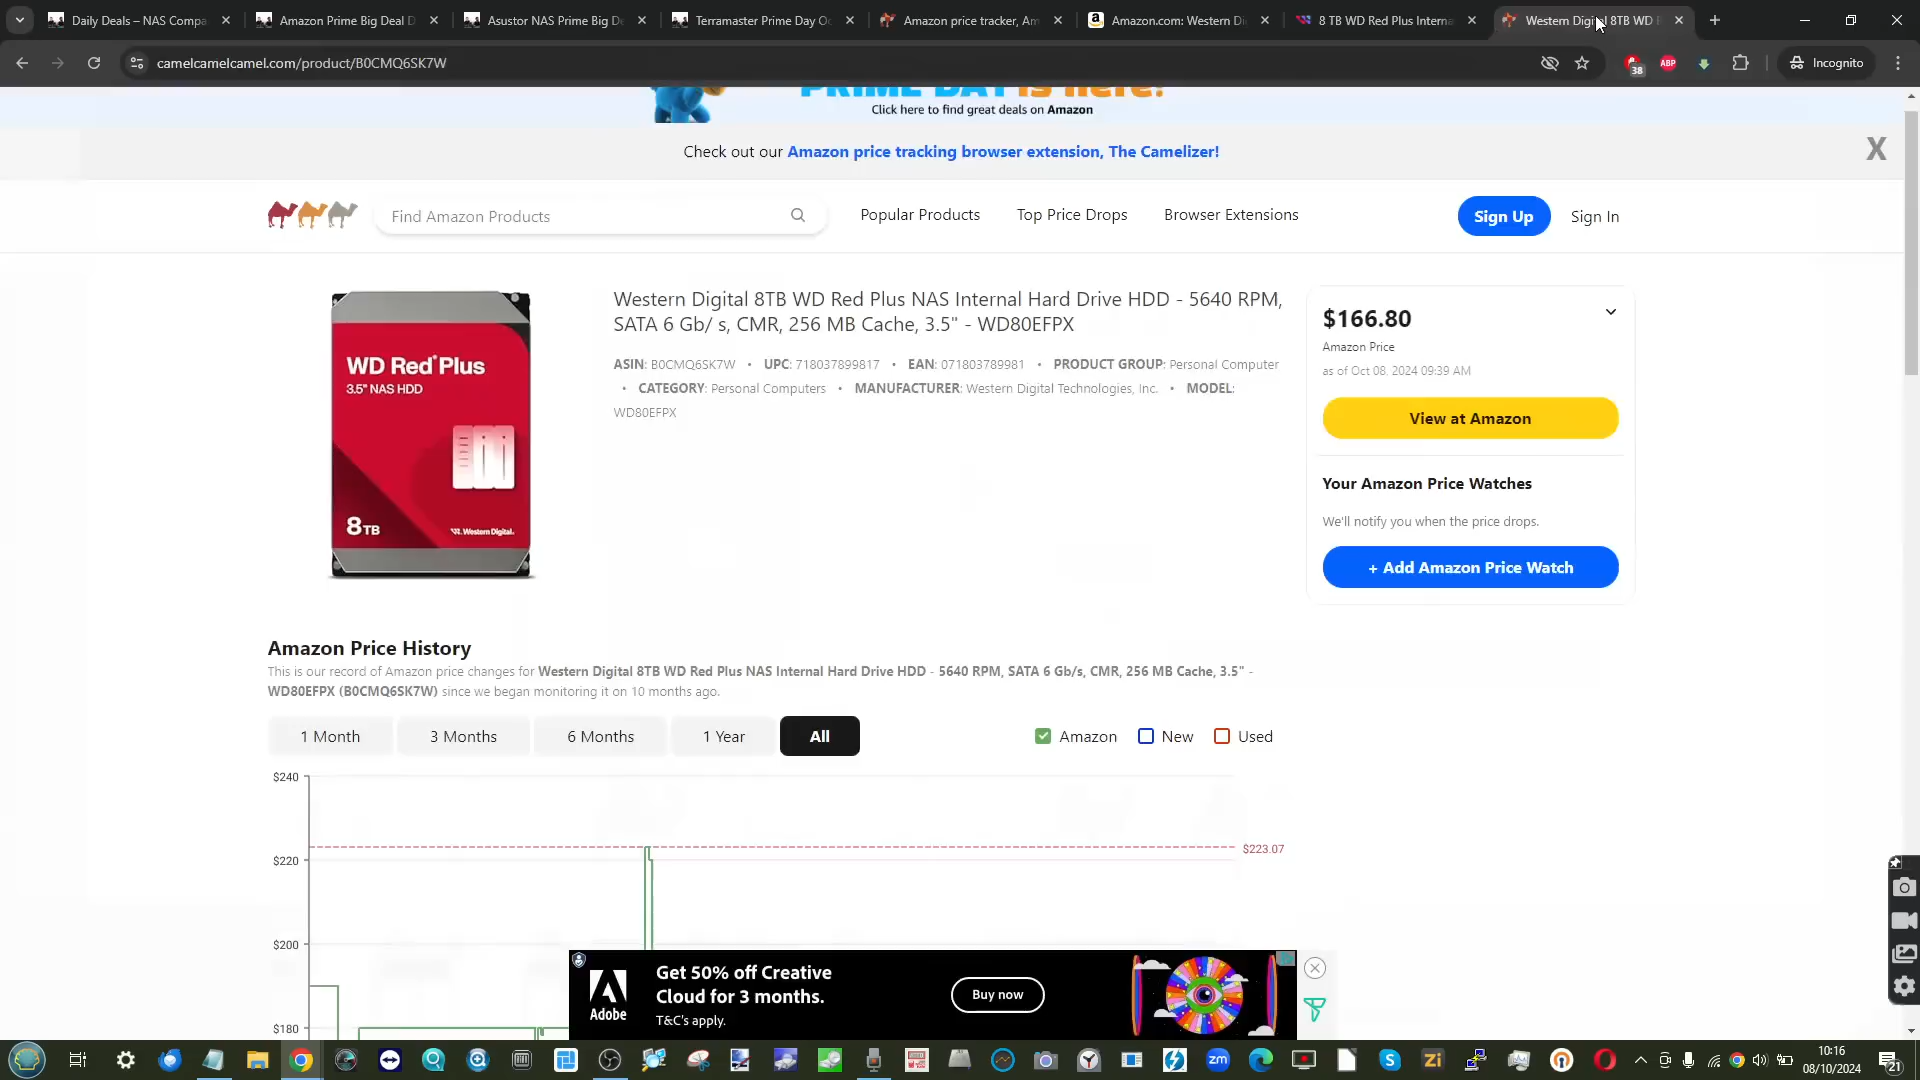 Daily Deals – NAS Compa
Amazon Prime Big Deal D
Asustor NAS Prime Big De
Terramaster Prime Day Oc
Amazon price tracker, Am
Amazon.com: Western Di
8 TB WD Red Plus Interna
Western Digital 8TB WD
camelcamelcamel.com/product/B0CMQ6SK7W
38
ABP
Incognito
PRIME DAY is here!
Click here to find great deals on Amazon
Check out our Amazon price tracking browser extension, The Camelizer!
X
Find Amazon Products
Popular Products
Top Price Drops
Browser Extensions
Sign Up
Sign In
Western Digital 8TB WD Red Plus NAS Internal Hard Drive HDD - 5640 RPM,
SATA 6 Gb/ s, CMR, 256 MB Cache, 3.5" - WD80EFPX
ASIN: B0CMQ6SK7W • UPC: 718037899817 • EAN: 071803789981 • PRODUCT GROUP: Personal Computer
• CATEGORY: Personal Computers • MANUFACTURER: Western Digital Technologies, Inc. • MODEL:
WD80EFPX
WD Red Plus
3.5" NAS HDD
8TB
Western Digital.
$166.80
Amazon Price
as of Oct 08, 2024 09:39 AM
View at Amazon
Your Amazon Price Watches
We'll notify you when the price drops.
+ Add Amazon Price Watch
Amazon Price History
This is our record of Amazon price changes for Western Digital 8TB WD Red Plus NAS Internal Hard Drive HDD - 5640 RPM, SATA 6 Gb/s, CMR, 256 MB Cache, 3.5" -
WD80EFPX (B0CMQ6SK7W) since we began monitoring it on 10 months ago.
1 Month
3 Months
6 Months
1 Year
All
Amazon
New
Used
$240
$223.07
$220
$200
$180
Adobe
Get 50% off Creative
Cloud for 3 months.
T&C's apply.
Buy now
zm
Zi
10:16
08/10/2024
21